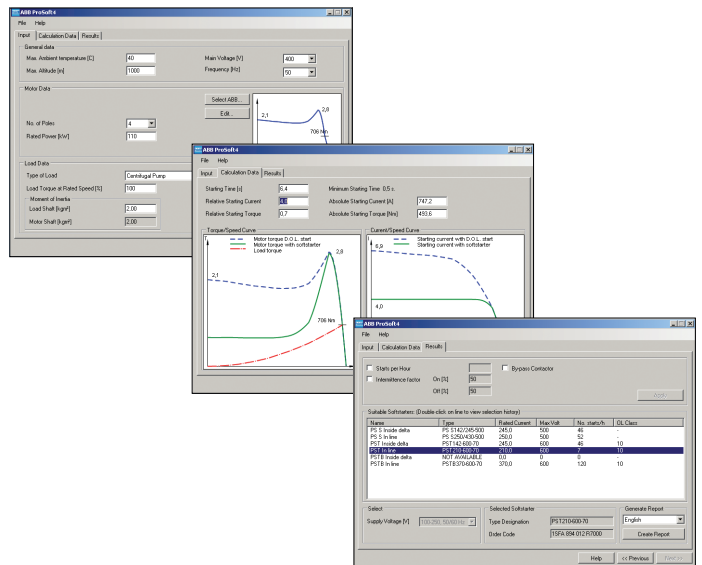 ABB ProSoft4
File Help
Input Calculation Data Results
General data
Max. Ambient temperature [C] 40 Main Voltage [V] 400
Max. Altitude [m] 1000 Frequency [Hz] 50
Motor Data
Select ABB...
Edit...
No. of Poles 4
Rated Power [kW] 110
2,1
2,8
706 Nm
Load Data
Type of Load Centrifugal Pump
Load Torque at Rated Speed [%] 100
Moment of Inertia
Load Shaft [kgm²] 2,00
Motor Shaft [kgm²] 2,00
ABB ProSoft4
File Help
Input Calculation Data Results
Starting Time [s] 6.4 Minimum Starting Time 0,5 s.
Relative Starting Current 4,0 Absolute Starting Current [A] 747,2
Relative Starting Torque 0.7 Absolute Starting Torque [Nm] 493.6
Torque/Speed Curve
T
Motor torque with D.O.L. start
Motor torque with softstarter
Load torque
2,1
2,8
706 Nm
Current/Speed Curve
I
Starting current with D.O.L. start
Starting current with softstarter
6,9
4,0
ABB ProSoft4
File Help
Input Calculation Data Results
Starts per Hour By-pass Contactor
Intermittence factor On [%] 50
Off [%] 50
Apply
Suitable Softstarters: (Double-click on line to view selection history)
Name Type Rated Current Max Volt No. starts/h OL Class
PS S Inside delta PS S142/245-500 245,0 500 46 -
PS S In line PS S250/430-500 250,0 500 52 -
PST Inside delta PST142-600-70 245,0 600 46 10
PST In line PST210-600-70 210,0 600 7 10
PSTB Inside delta NOT AVAILABLE 0,0 0 0 -
PSTB In line PSTB370-600-70 370,0 600 120 10
Select
Supply Voltage [V] 100-250, 50/60 Hz
Selected Softstarter
Type Designation PST210-600-70
Order Code 1SFA 894 012 R7000
Generate Report
English
Create Report
Help << Previous Next >>